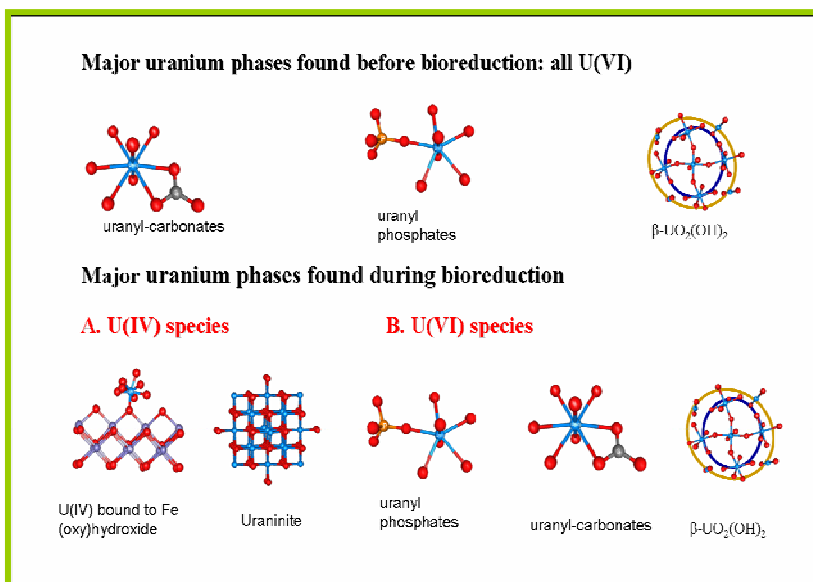 Major uranium phases found before bioreduction: all U(VI)
uranyl-carbonates
uranyl
phosphates
β-UO₂(OH)₂
Major uranium phases found during bioreduction
A. U(IV) species
B. U(VI) species
U(IV) bound to Fe
(oxy)hydroxide
Uraninite
uranyl
phosphates
uranyl-carbonates
β-UO₂(OH)₂